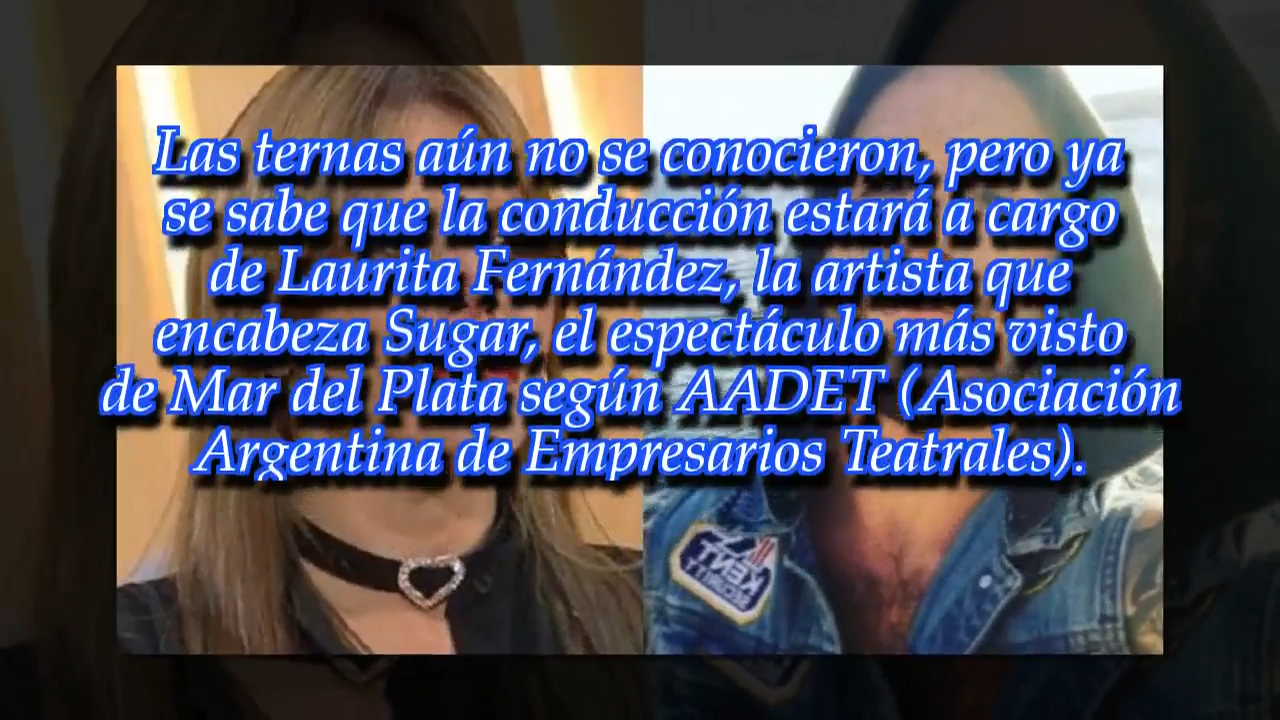 Las ternas aún no se conocieron, pero ya
se sabe que la conducción estará a cargo
de Laurita Fernández, la artista que
encabeza Sugar, el espectáculo más visto
de Mar del Plata según AADET (Asociación
Argentina de Empresarios Teatrales).
KENT